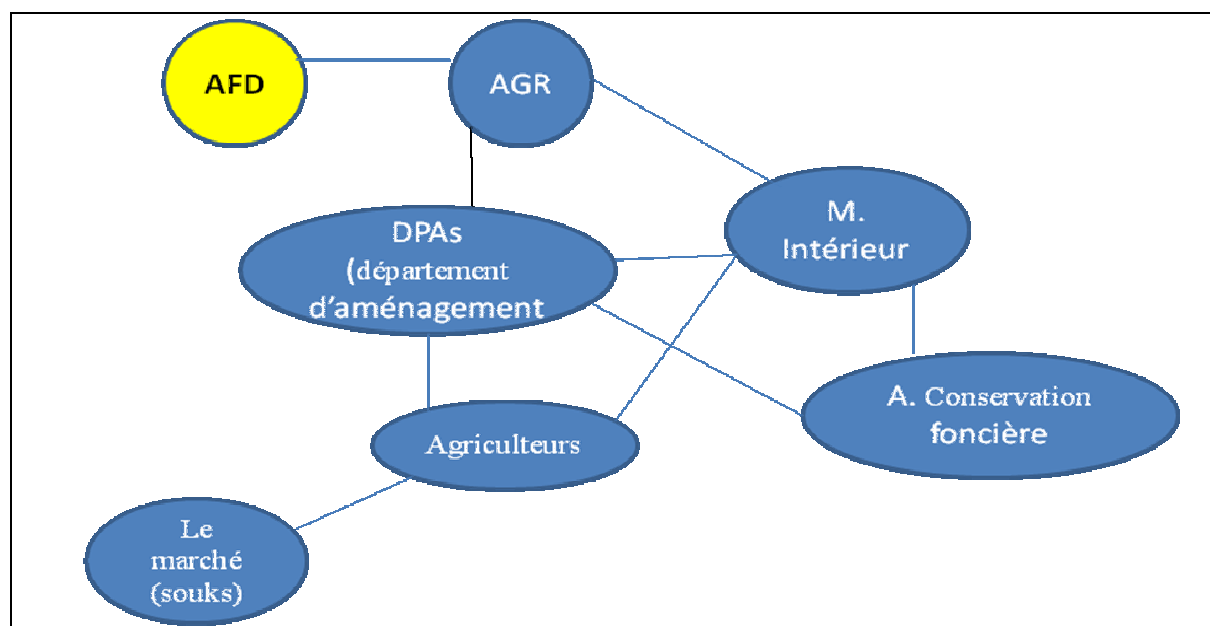 AFD
AGR
M.
Intérieur
DPAs
(département
d'aménagement
A. Conservation
foncière
Agriculteurs
Le
marché
(souks)